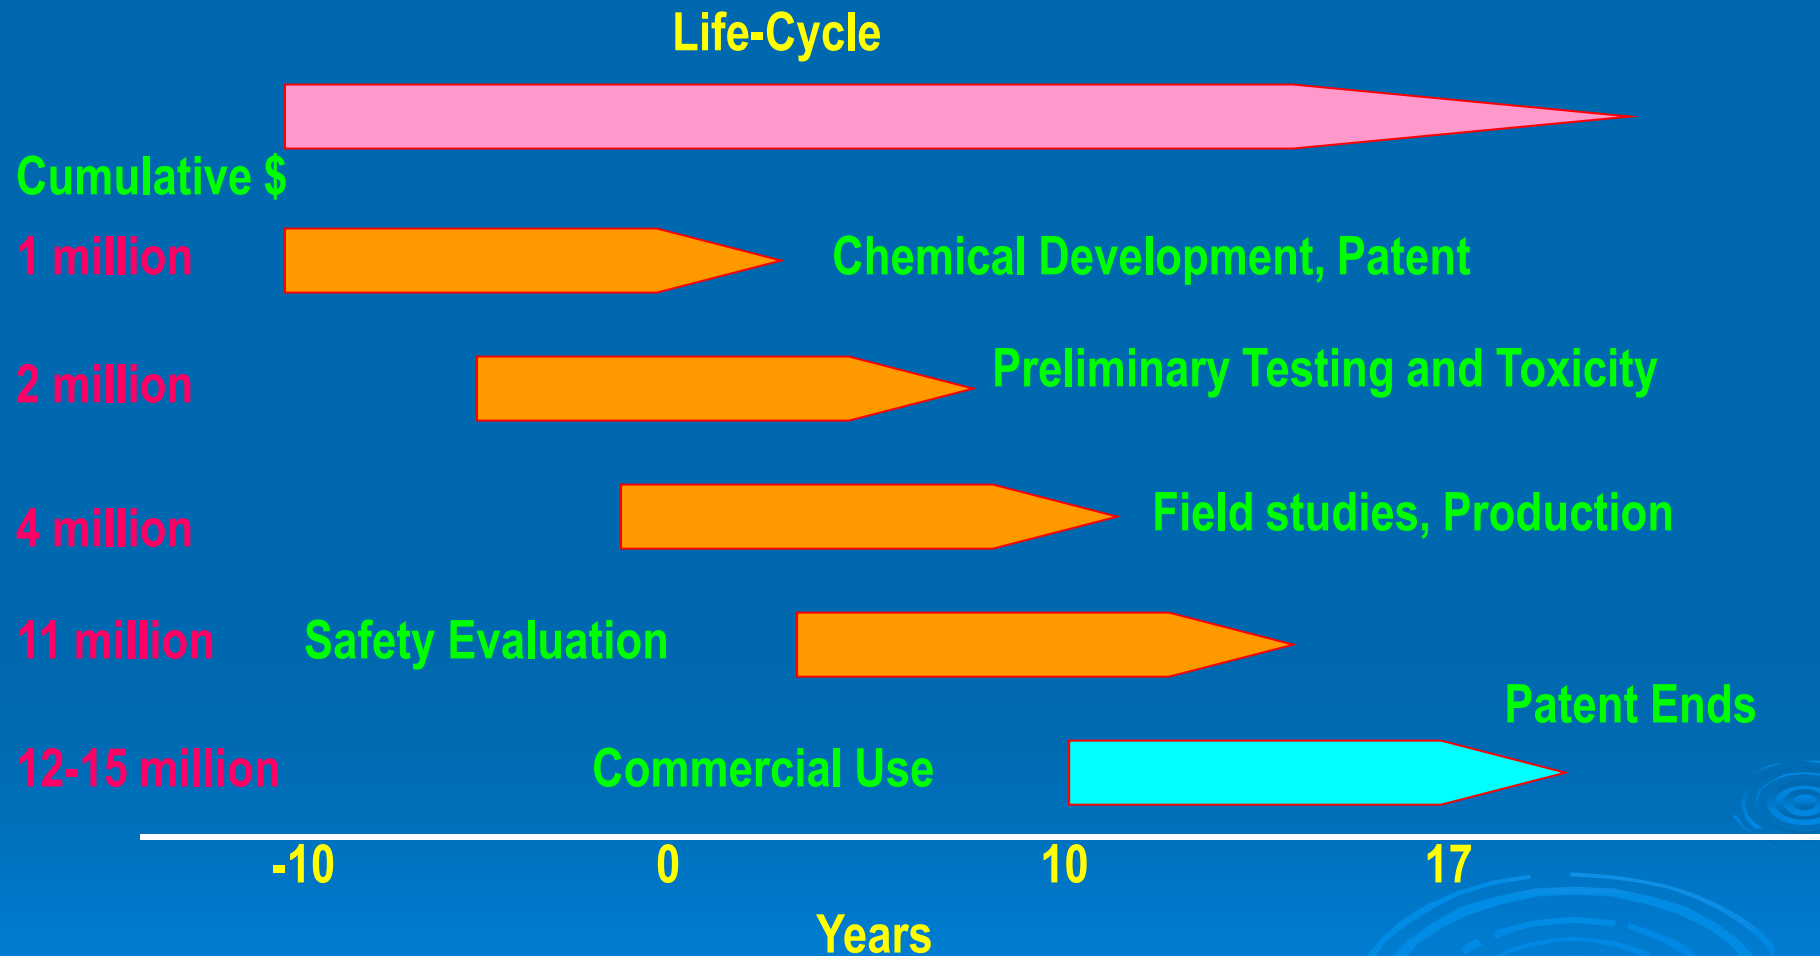 Life-Cycle
Cumulative $
1 million
Chemical Development, Patent
2 million
Preliminary Testing and Toxicity
4 million
Field studies, Production
11 million
Safety Evaluation
Patent Ends
12-15 million
Commercial Use
-10 0 10 17
Years